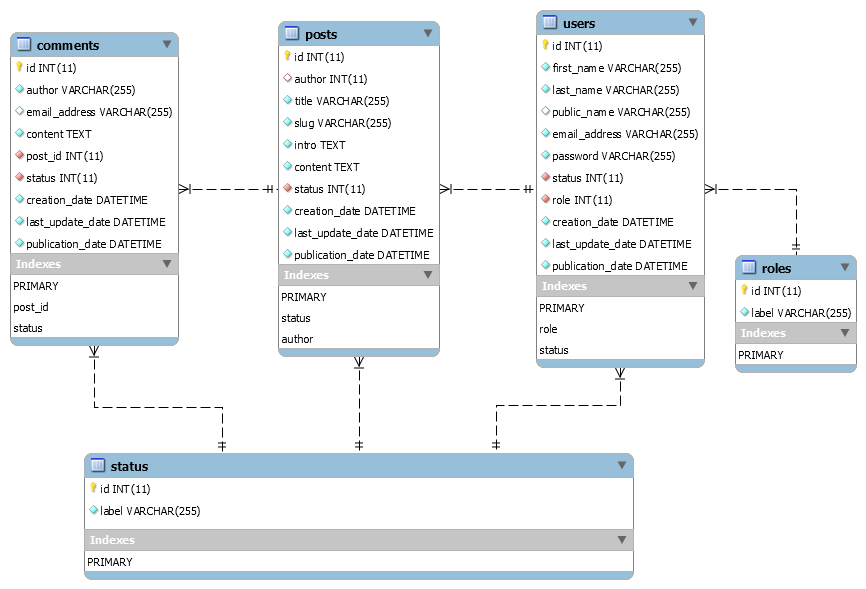 comments
id INT(11)
author VARCHAR(255)
email_address VARCHAR(255)
content TEXT
post_id INT(11)
status INT(11)
creation_date DATETIME
last_update_date DATETIME
publication_date DATETIME
Indexes
PRIMARY
post_id
status
posts
id INT(11)
author INT(11)
title VARCHAR(255)
slug VARCHAR(255)
intro TEXT
content TEXT
status INT(11)
creation_date DATETIME
last_update_date DATETIME
publication_date DATETIME
Indexes
PRIMARY
status
author
users
id INT(11)
first_name VARCHAR(255)
last_name VARCHAR(255)
public_name VARCHAR(255)
email_address VARCHAR(255)
password VARCHAR(255)
status INT(11)
role INT(11)
creation_date DATETIME
last_update_date DATETIME
publication_date DATETIME
Indexes
PRIMARY
role
status
roles
id INT(11)
label VARCHAR(255)
Indexes
PRIMARY
status
id INT(11)
label VARCHAR(255)
Indexes
PRIMARY